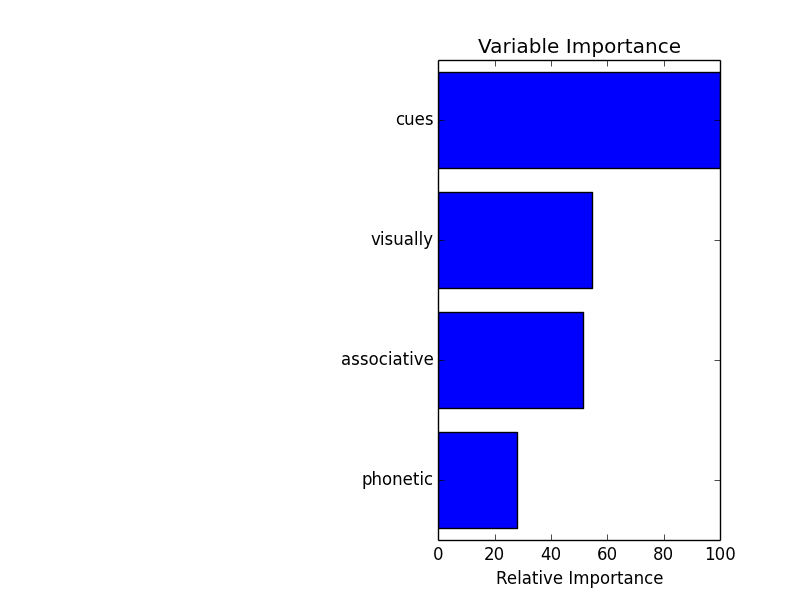 Variable Importance
cues
visually
associative
phonetic
0 20 40 60 80 100
Relative Importance